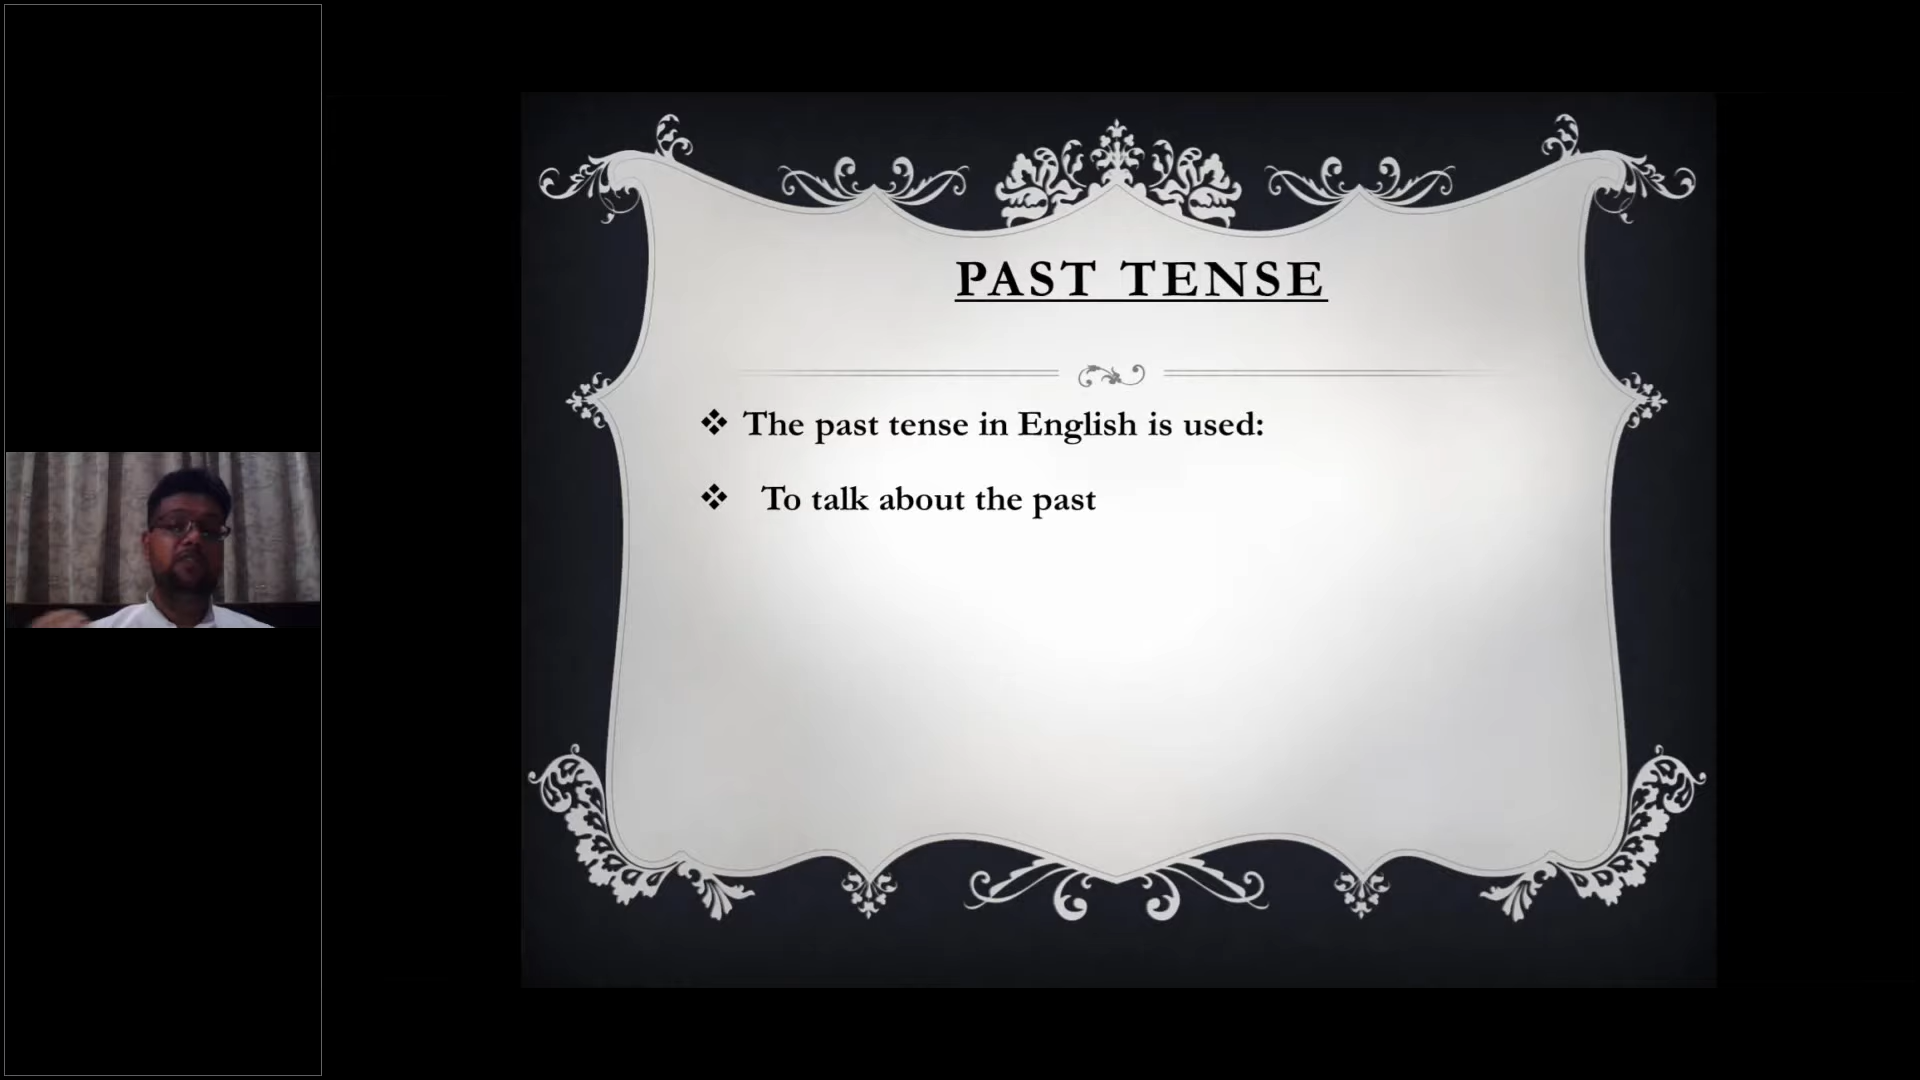 PAST TENSE
❖ The past tense in English is used:
❖ To talk about the past